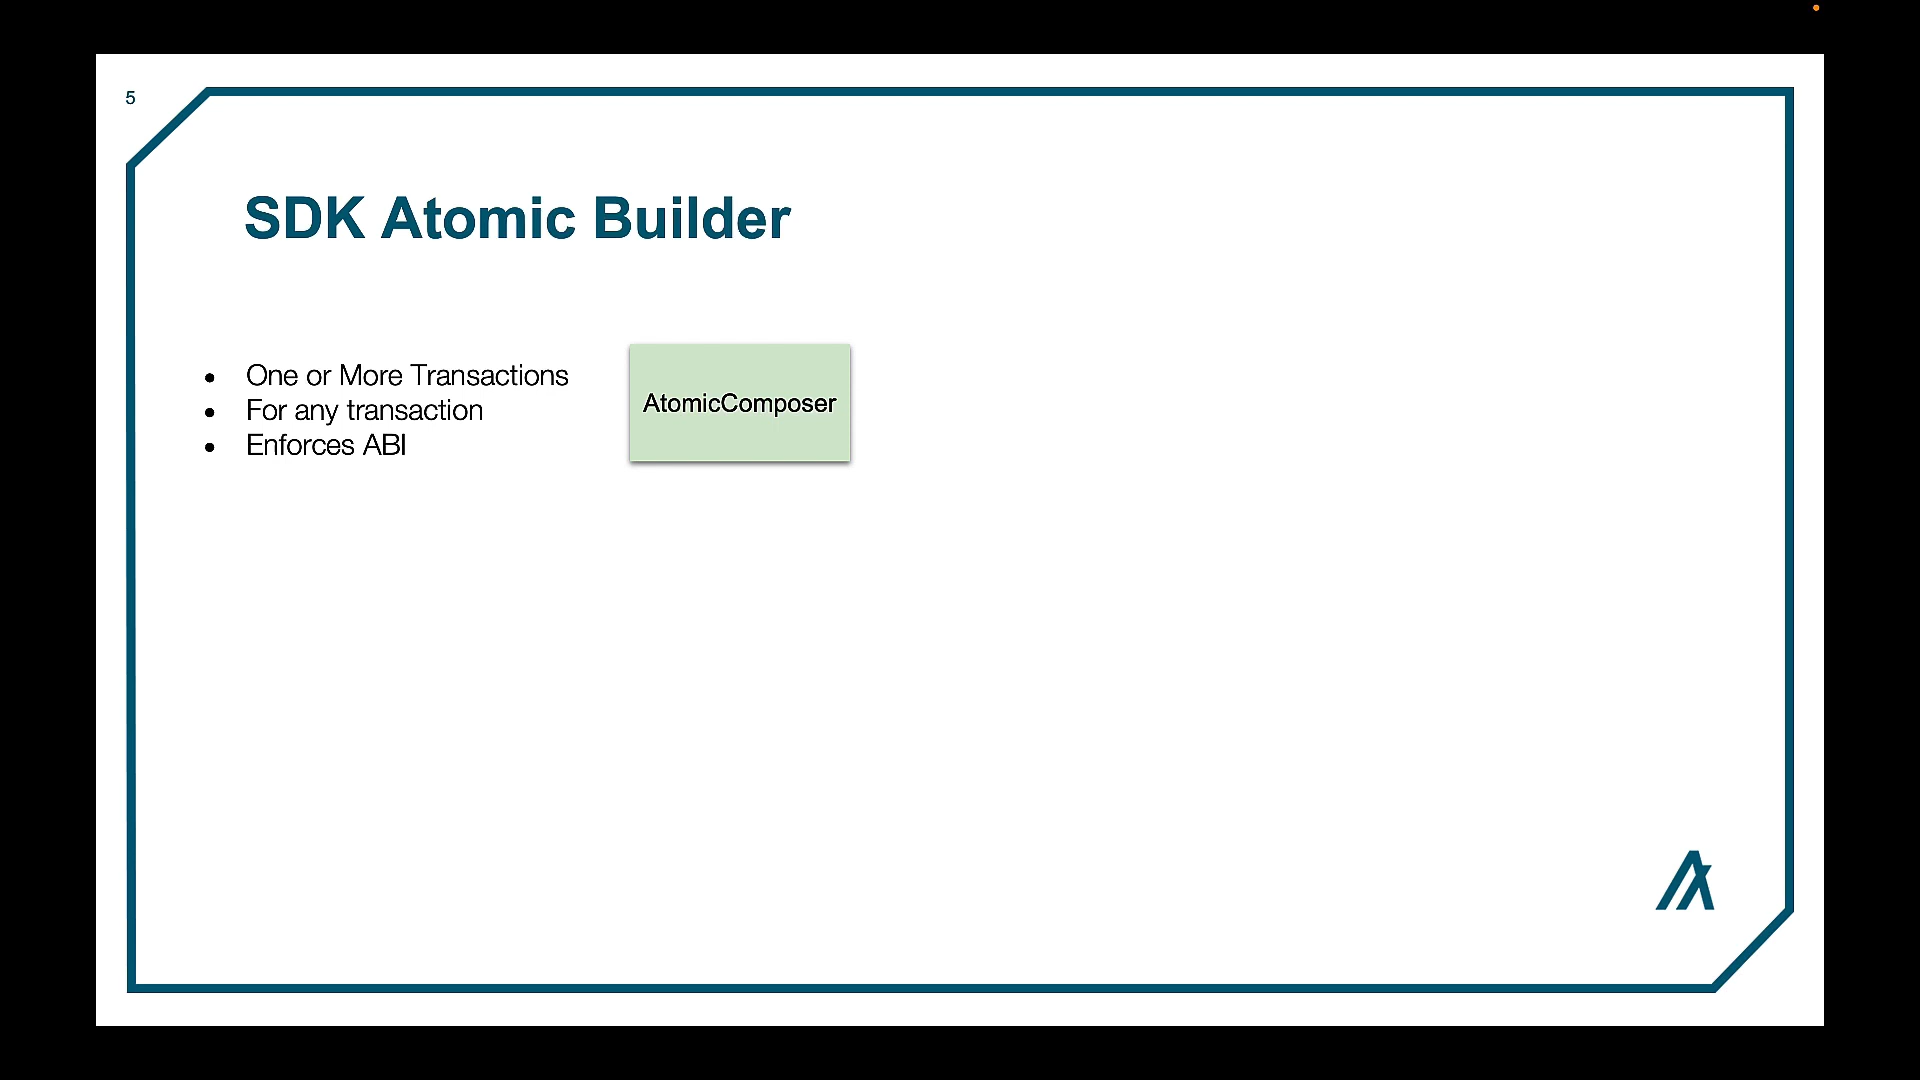 5
SDK Atomic Builder
• One or More Transactions
• For any transaction
• Enforces ABI
AtomicComposer